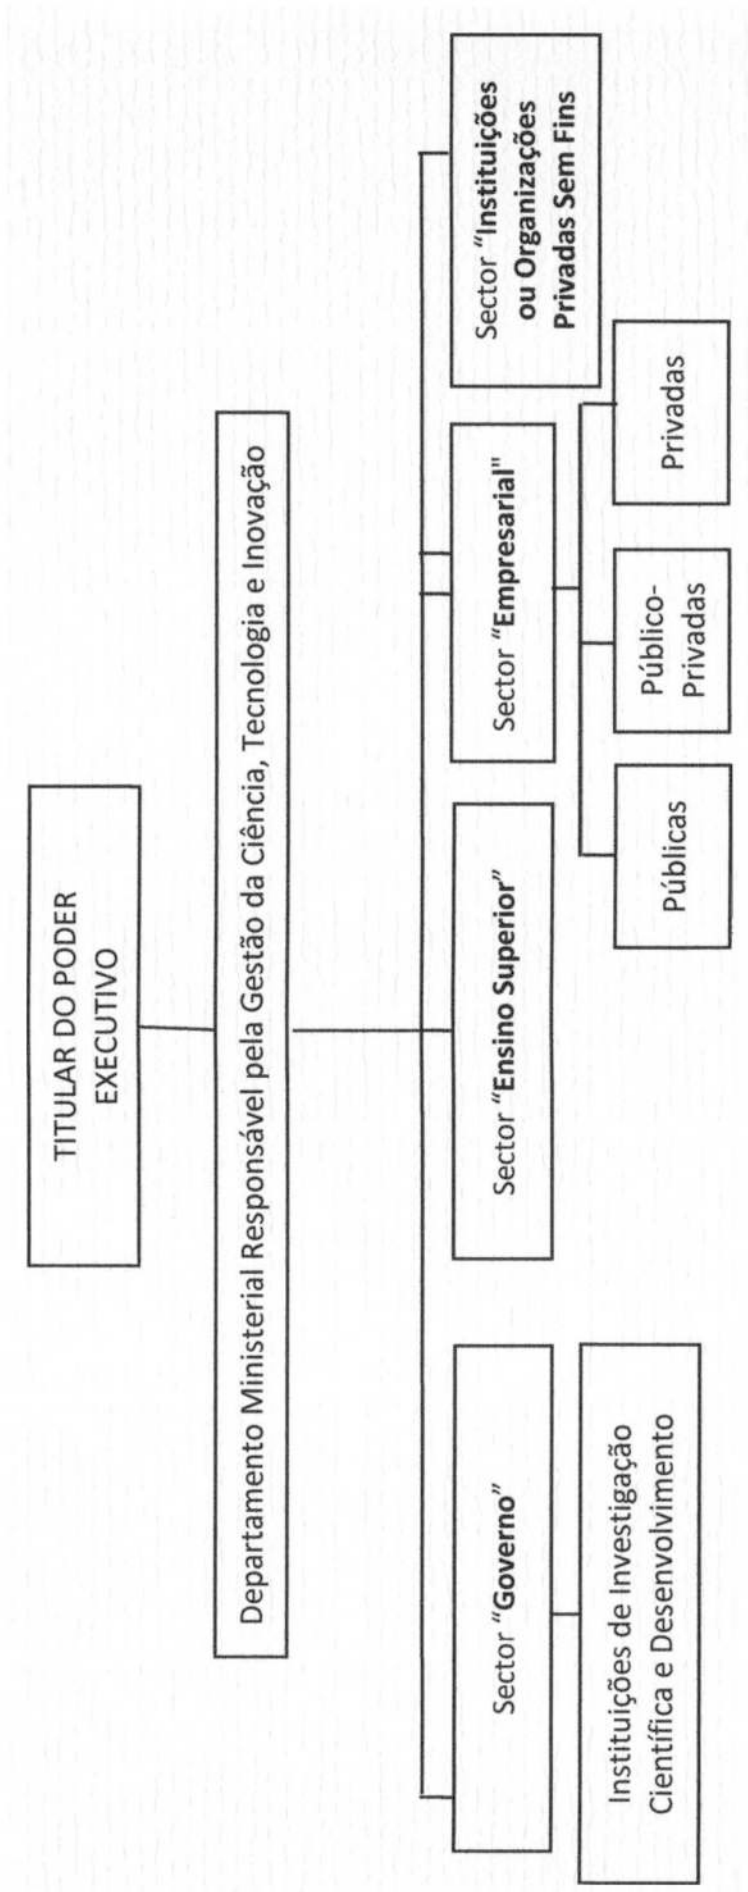 TITULAR DO PODER
EXECUTIVO
Departamento Ministerial Responsável pela Gestão da Ciência, Tecnologia e Inovação
Sector “Governo”
Sector “Ensino Superior”
Sector “Empresarial"
Sector “Instituições
ou Organizações
Privadas Sem Fins
Instituições de Investigação
Científica e Desenvolvimento
Públicas
Público-
Privadas
Privadas